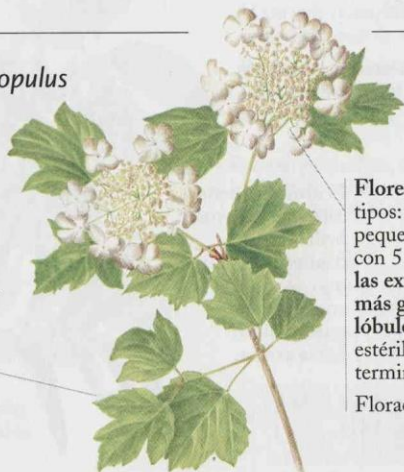 opulus
Flore
tipos:
peque
con 5
las ex
más g
lóbulo
estéril
termin
Florac